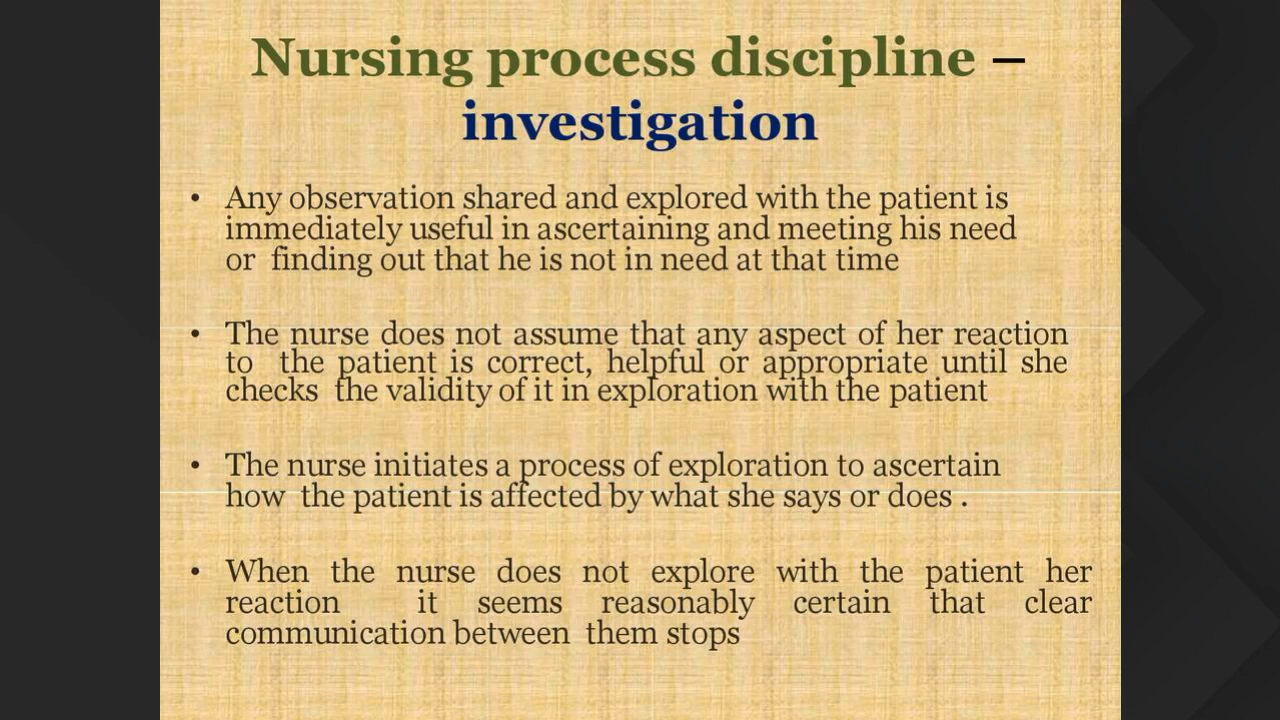 Nursing process discipline –
investigation
• Any observation shared and explored with the patient is
immediately useful in ascertaining and meeting his need
or finding out that he is not in need at that time
• The nurse does not assume that any aspect of her reaction
to the patient is correct, helpful or appropriate until she
checks the validity of it in exploration with the patient
• The nurse initiates a process of exploration to ascertain
how the patient is affected by what she says or does .
• When the nurse does not explore with the patient her
reaction it seems reasonably certain that clear
communication between them stops